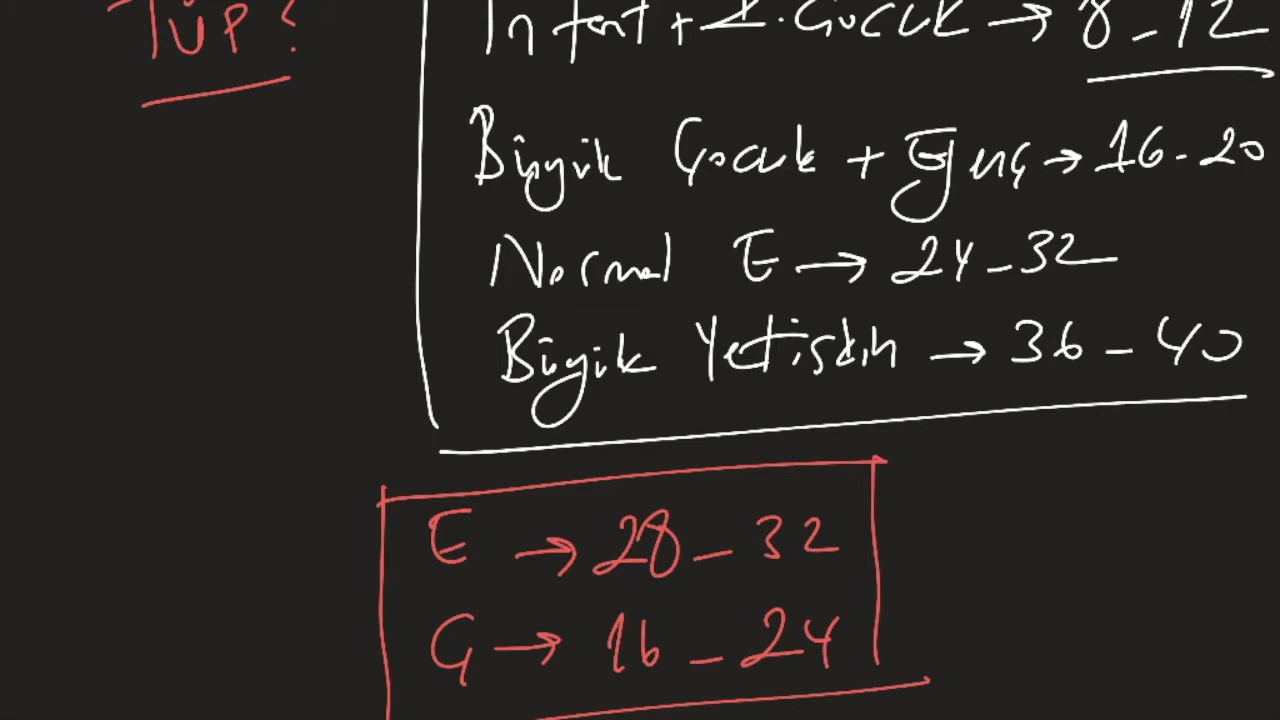 TÜP?
Infant + k. Çocuk → 8-12
Büyük Çocuk + Genç → 16-20
Normal E → 24-32
Büyük Yetişkin → 36-40
E → 28-32
Ç → 16-24